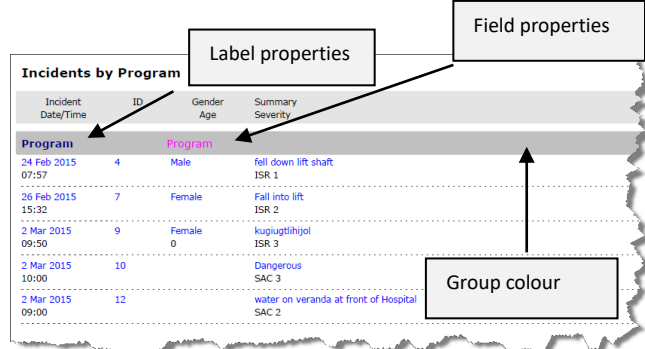 Field properties
Label properties
Incidents by Program
Incident ID Gender Summary
Date/Time Age Severity
Program Program
24 Feb 2015 4 Male fell down lift shaft
07:57 ISR 1
26 Feb 2015 7 Female Fall into lift
15:32 ISR 2
2 Mar 2015 9 Female kugiugtlihijol
09:50 0 ISR 3
2 Mar 2015 10 Dangerous
10:00 SAC 3
2 Mar 2015 12 water on veranda at front of Hospital
09:00 SAC 2
Group colour